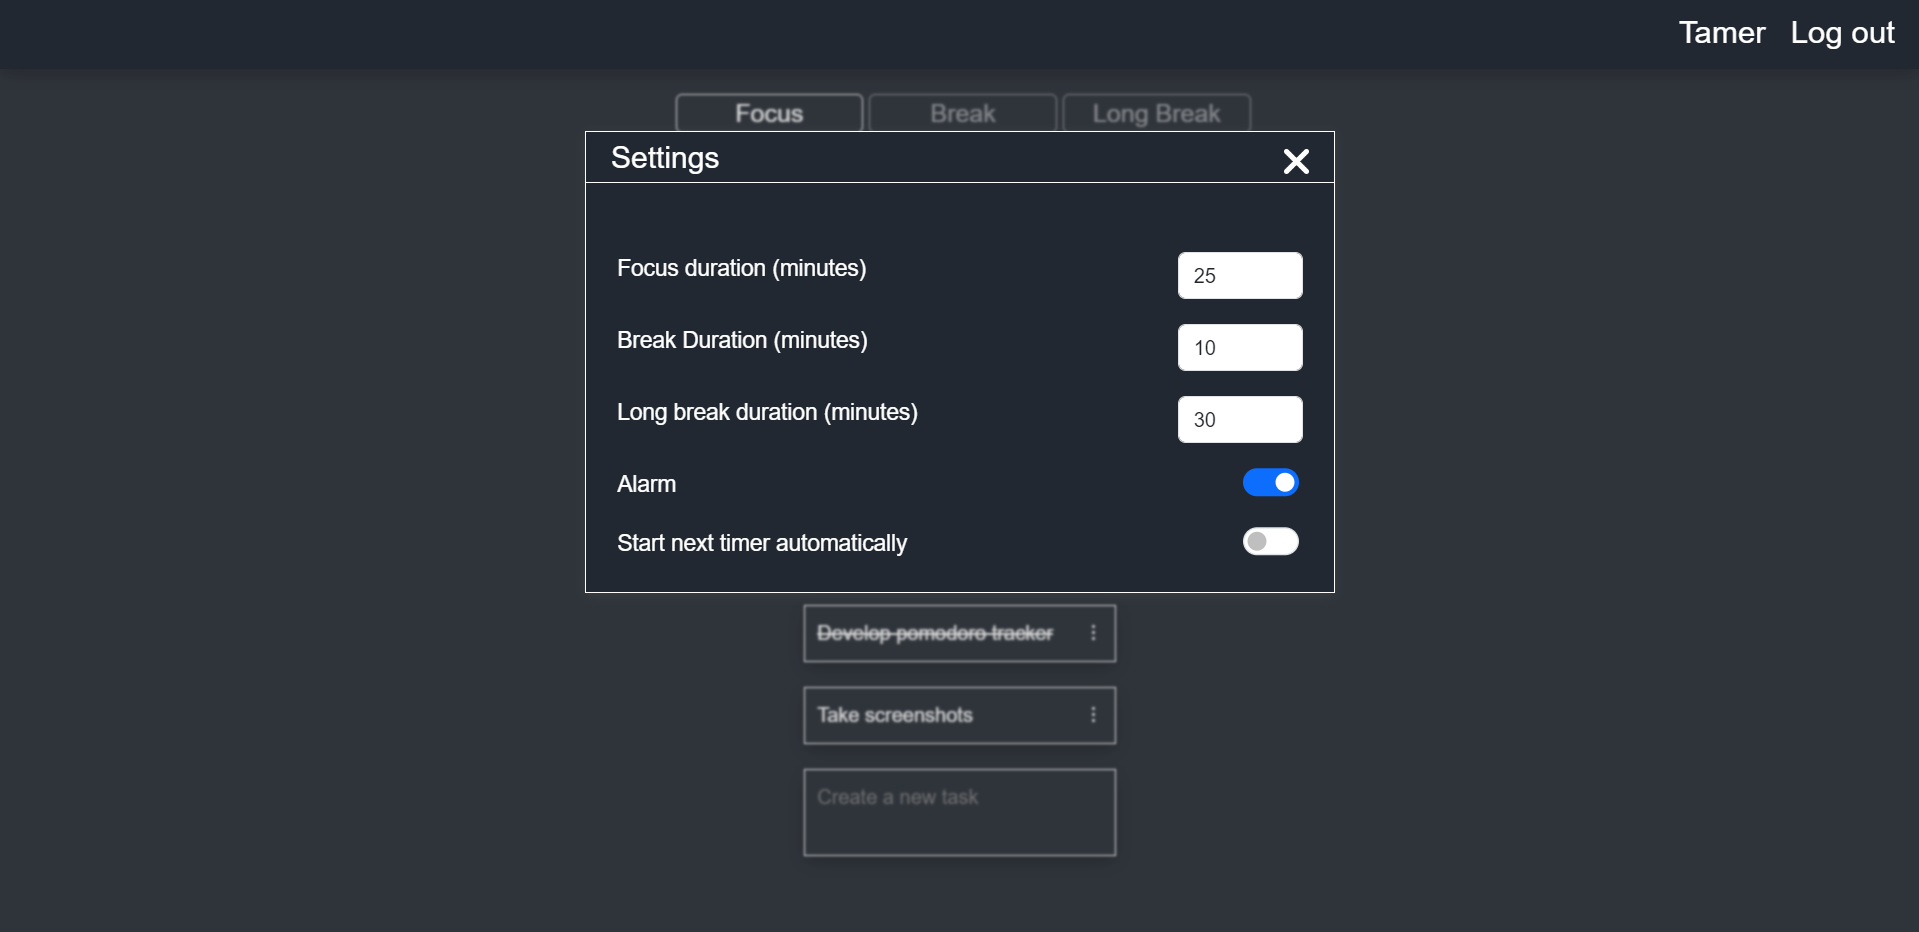 Tamer Log out
Focus Break Long Break
Settings
Focus duration (minutes) 25
Break Duration (minutes) 10
Long break duration (minutes) 30
Alarm
Start next timer automatically
Develop pomodoro tracker
Take screenshots
Create a new task